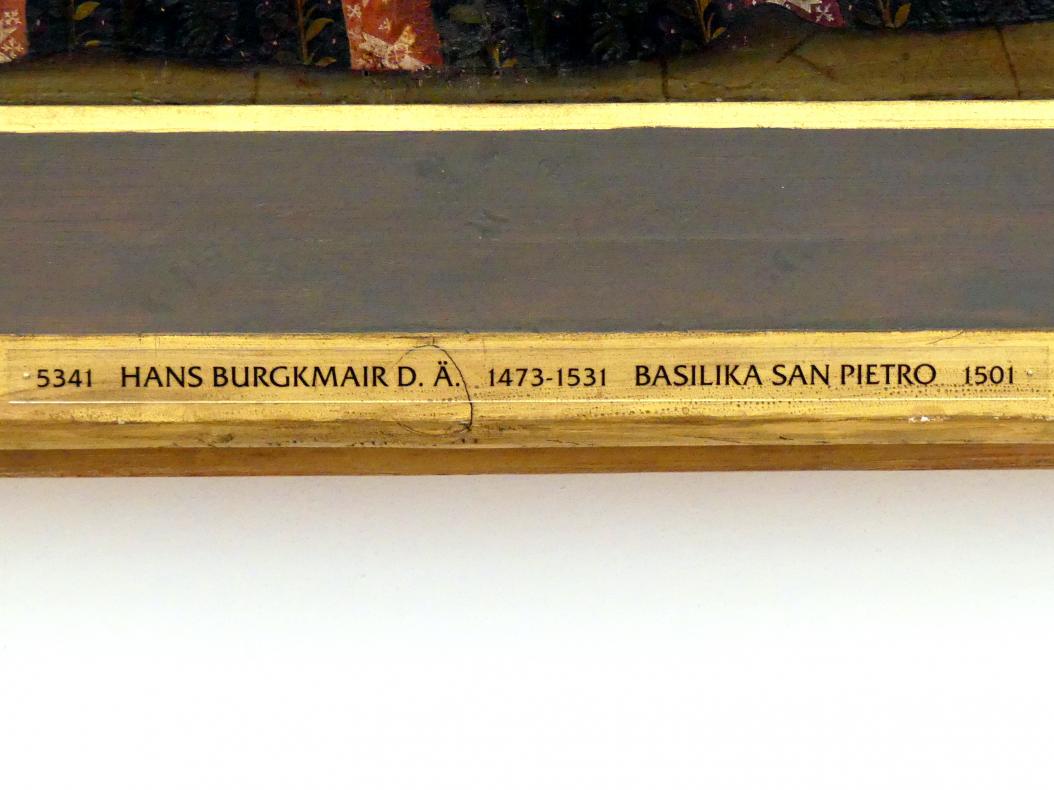 5341 HANS BURGKMAIR D. Ä. 1473-1531 BASILIKA SAN PIETRO 1501